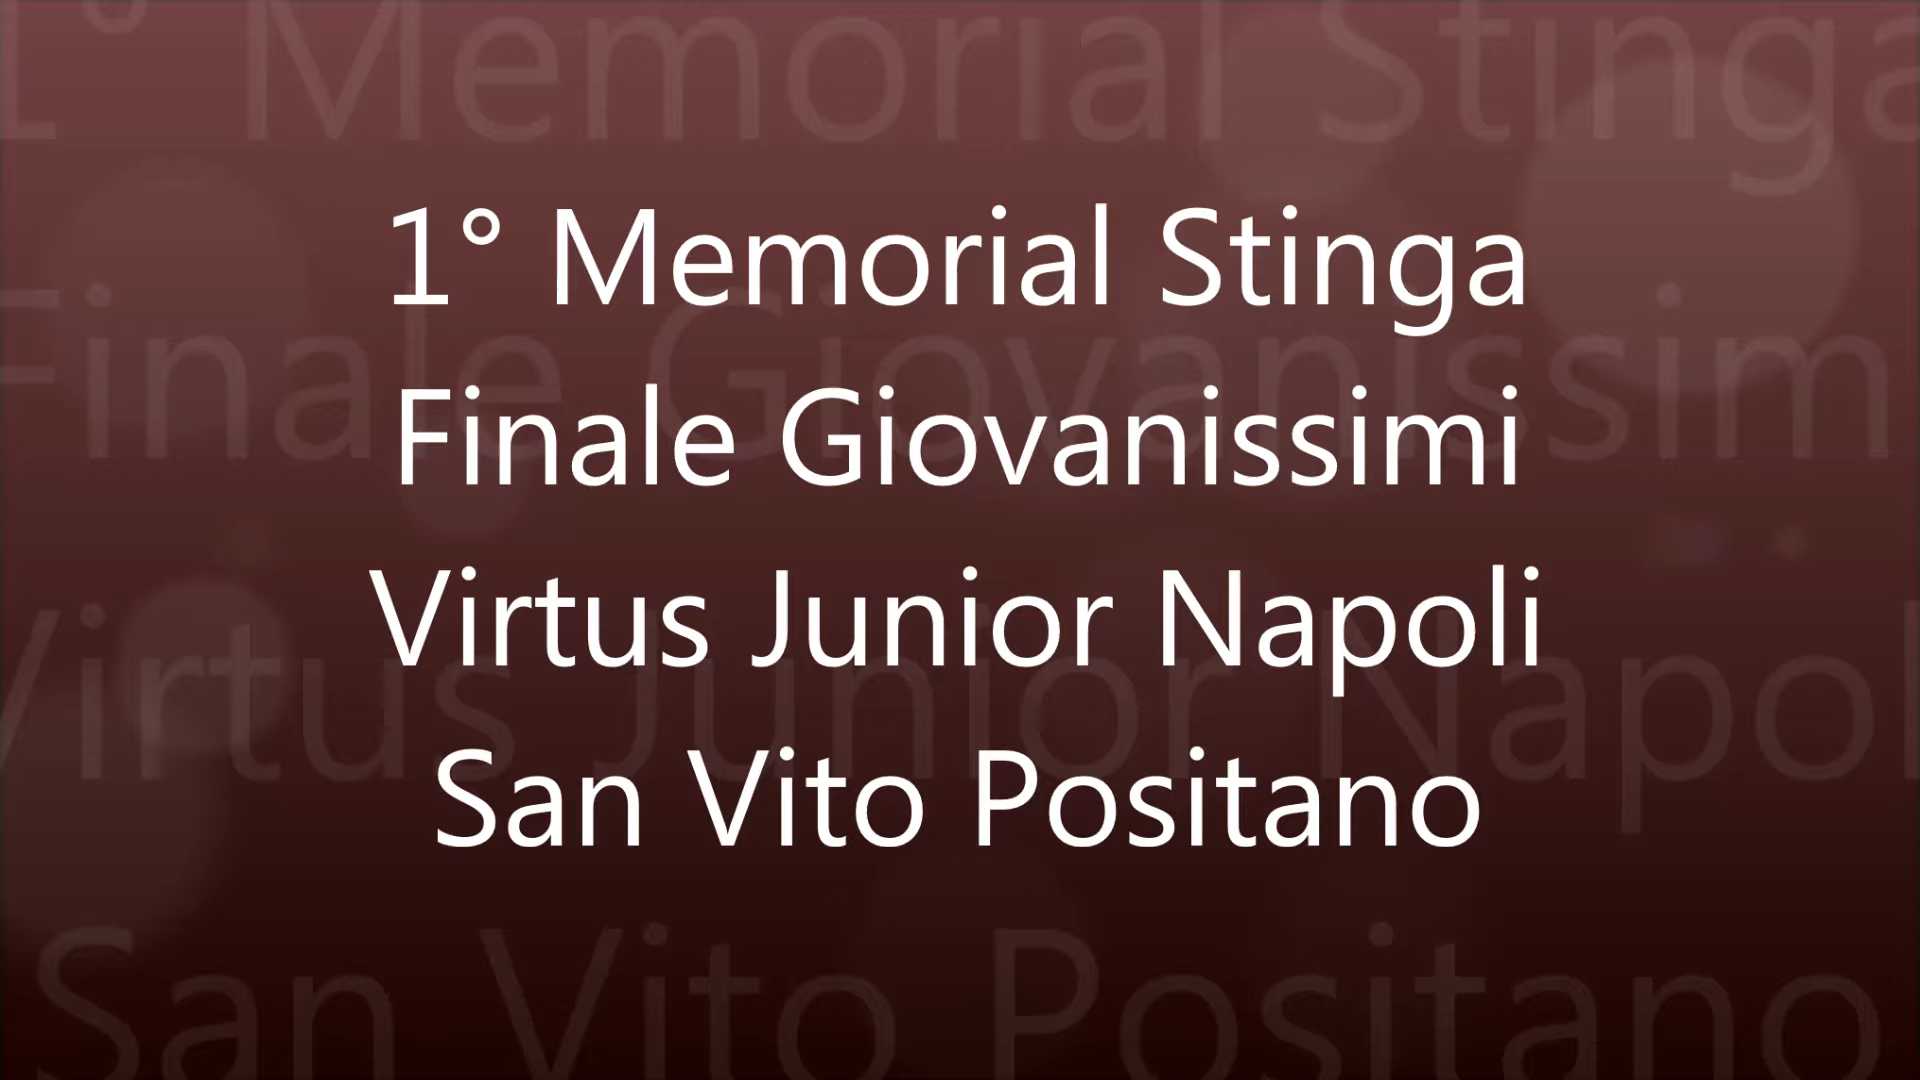 1° Memorial Stinga
Finale Giovanissimi
Virtus Junior Napoli
San Vito Positano